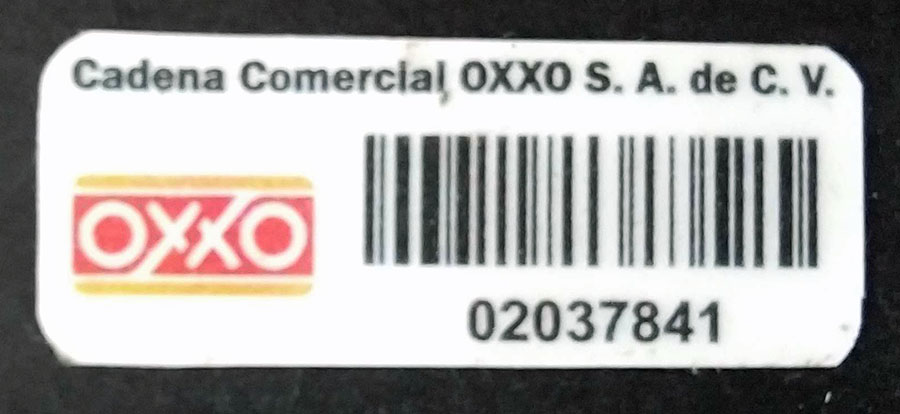 Cadena Comercial OXXO S. A. de C. V.
OXXO
02037841